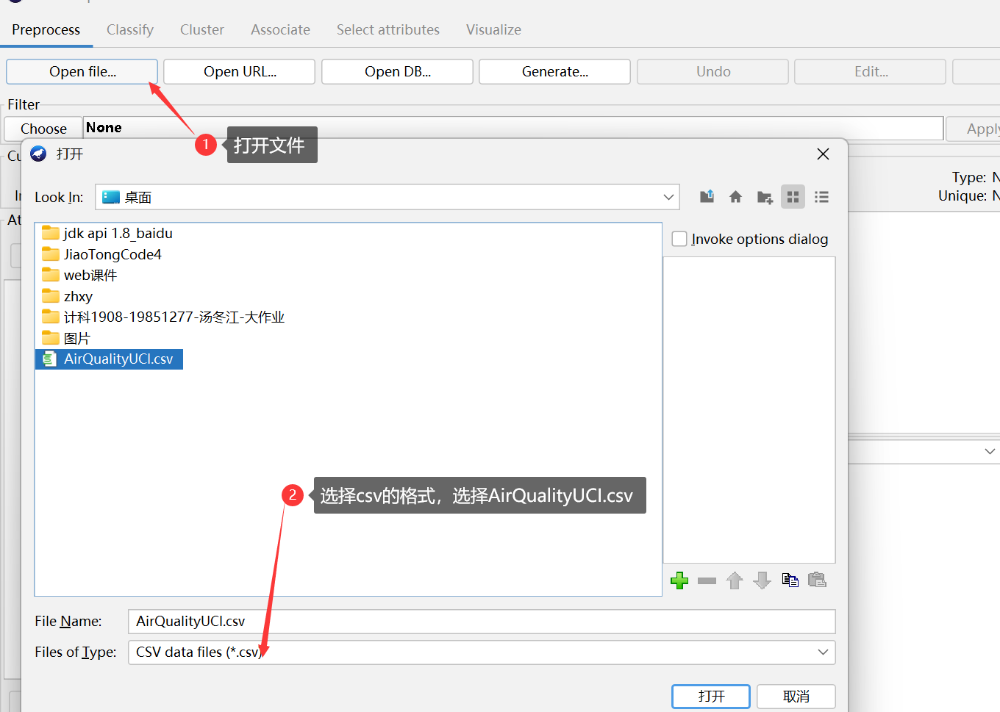 Preprocess Classify Cluster Associate Select attributes Visualize
Open file... Open URL... Open DB... Generate... Undo Edit...
Filter
Choose None Apply
1 打开文件
打开
Type:
Look In: 桌面
Unique:
jdk api 1.8_baidu
Invoke options dialog
JiaoTongCode4
web课件
zhxy
计科1908-19851277-汤冬江-大作业
图片
AirQualityUCI.csv
2 选择csv的格式，选择AirQualityUCI.csv
File Name: AirQualityUCI.csv
Files of Type: CSV data files (*.csv)
打开 取消